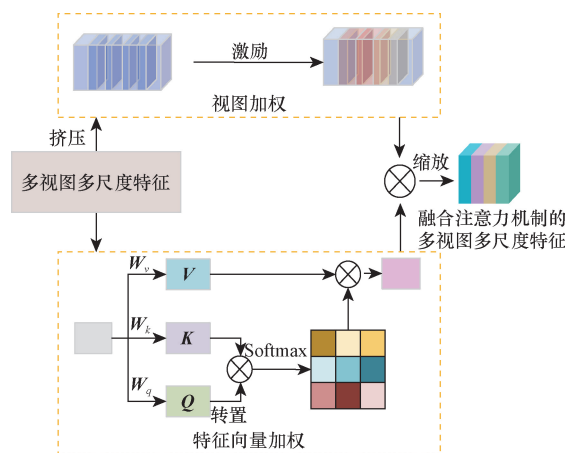 激励
视图加权
挤压
多视图多尺度特征
缩放
融合注意力机制的
多视图多尺度特征
W_v
V
W_k
K
Softmax
W_q
Q
转置
特征向量加权